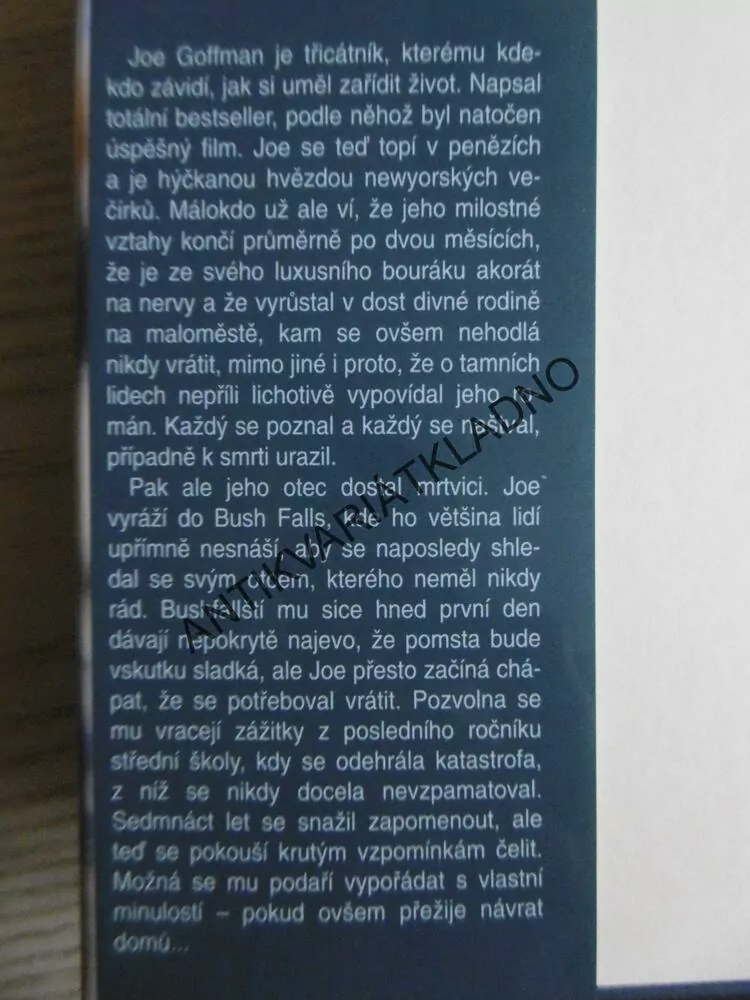 Joe Goffman je třicátník, kterému kde-
kdo závidí, jak si uměl zařídit život. Napsal
totální bestseller, podle něhož byl natočen
úspěšný film. Joe se teď topí v penězích
a je hýčkanou hvězdou newyorských ve-
čírků. Málokdo už ale ví, že jeho milostné
vztahy končí průměrně po dvou měsících,
že je ze svého luxusního bouráku akorát
na nervy a že vyrůstal v dost divné rodině
na maloměstě, kam se ovšem nehodlá
nikdy vrátit, mimo jiné i proto, že o tamních
lidech nepříli lichotivě vypovídal jeho ro-
mán. Každý se poznal a každý se naštval,
případně k smrti urazil.
Pak ale jeho otec dostal mrtvici. Joe
vyráží do Bush Falls, kde ho většina lidí
upřímně nesnáší, aby se naposledy shle-
dal se svým otcem, kterého neměl nikdy
rád. Bushfallští mu sice hned první den
dávají nepokrytě najevo, že pomsta bude
vskutku sladká, ale Joe přesto začíná chá-
pat, že se potřeboval vrátit. Pozvolna se
mu vracejí zážitky z posledního ročníku
střední školy, kdy se odehrála katastrofa,
z níž se nikdy docela nevzpamatoval.
Sedmnáct let se snažil zapomenout, ale
teď se pokouší krutým vzpomínkám čelit.
Možná se mu podaří vypořádat s vlastní
minulostí – pokud ovšem přežije návrat
domů...
ANTIKVARIÁTKLADNO